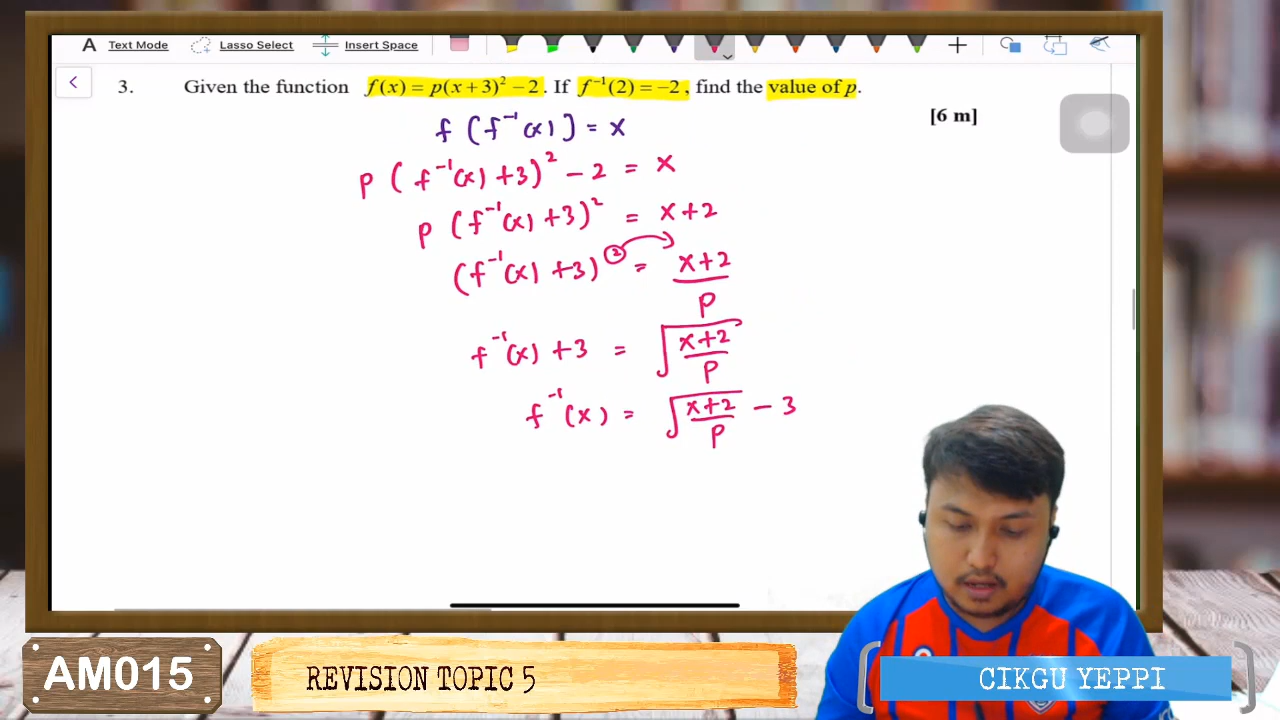 A Text Mode Lasso Select Insert Space
3. Given the function f(x) = p(x + 3)² − 2. If f⁻¹(2) = −2, find the value of p.
[6 m]
f (f⁻¹(x)) = x
p (f⁻¹(x) + 3)² − 2 = x
p (f⁻¹(x) + 3)² = x + 2
(f⁻¹(x) + 3)² = (x + 2)/p
f⁻¹(x) + 3 = √((x + 2)/p)
f⁻¹(x) = √((x + 2)/p) − 3
AM015
REVISION TOPIC 5
CIKGU YEPPI